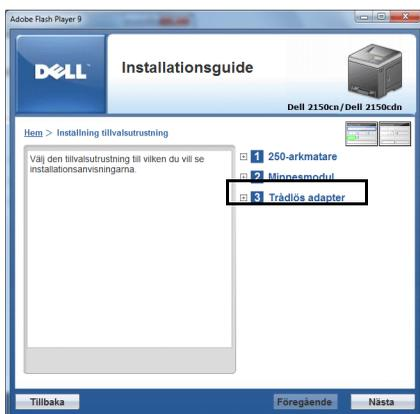 Adobe Flash Player 9
DELL™
Installationsguide
Dell 2150cn/Dell 2150cdn
Hem > Installning tillvalsutrustning
Välj den tillvalsutrustning till vilken du vill se
installationsanvisningarna.
1 250-arkmatare
2 Minnesmodul
3 Trådlös adapter
Tillbaka
Föregående
Nästa